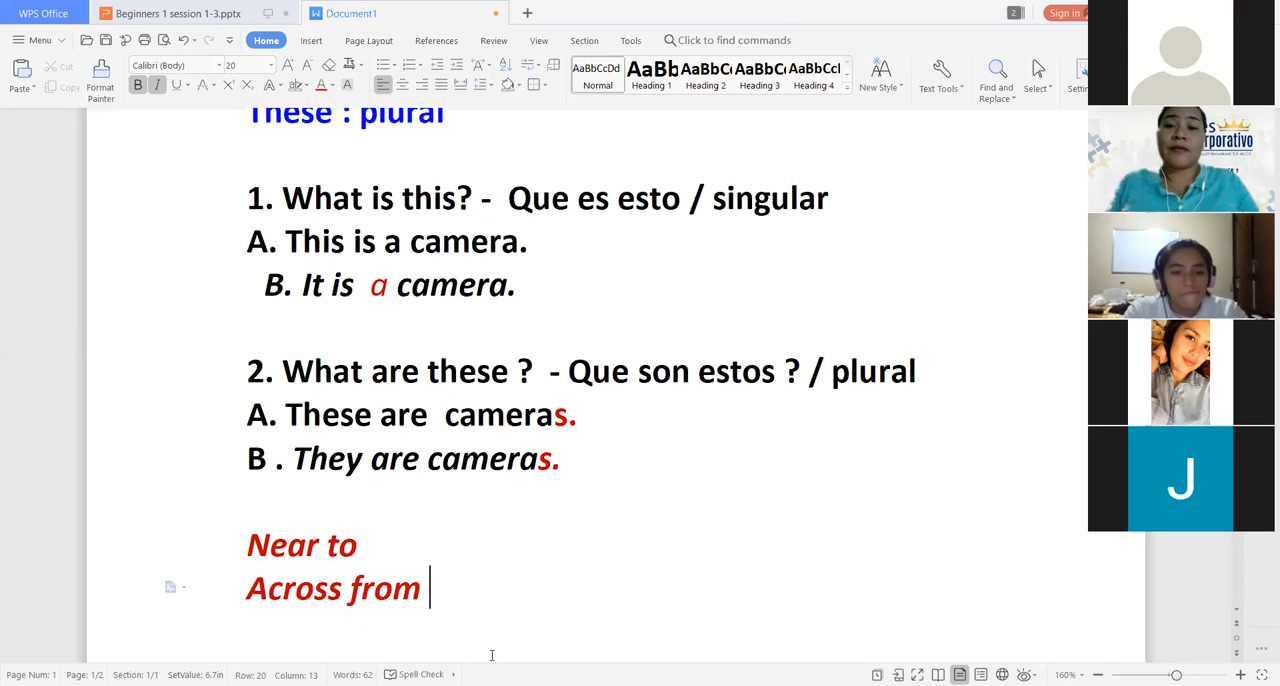 WPS Office
Beginners 1 session 1-3.pptx
Document1
2
Sign in
Menu
Home
Insert
Page Layout
References
Review
View
Section
Tools
Click to find commands
Paste
Cut
Copy
Format Painter
Calibri (Body)
20
AaBbCcDd
Normal
AaBb
Heading 1
AaBbC
Heading 2
AaBbC
Heading 3
AaBbCcI
Heading 4
New Style
Text Tools
Find and Replace
Select
These : plural
1. What is this? - Que es esto / singular
A. This is a camera.
B. It is a camera.
2. What are these ? - Que son estos ? / plural
A. These are cameras.
B . They are cameras.
Near to
Across from
J
Page Num: 1
Page: 1/2
Section: 1/1
SetValue: 6.7in
Row: 20
Column: 13
Words: 62
Spell Check
160%